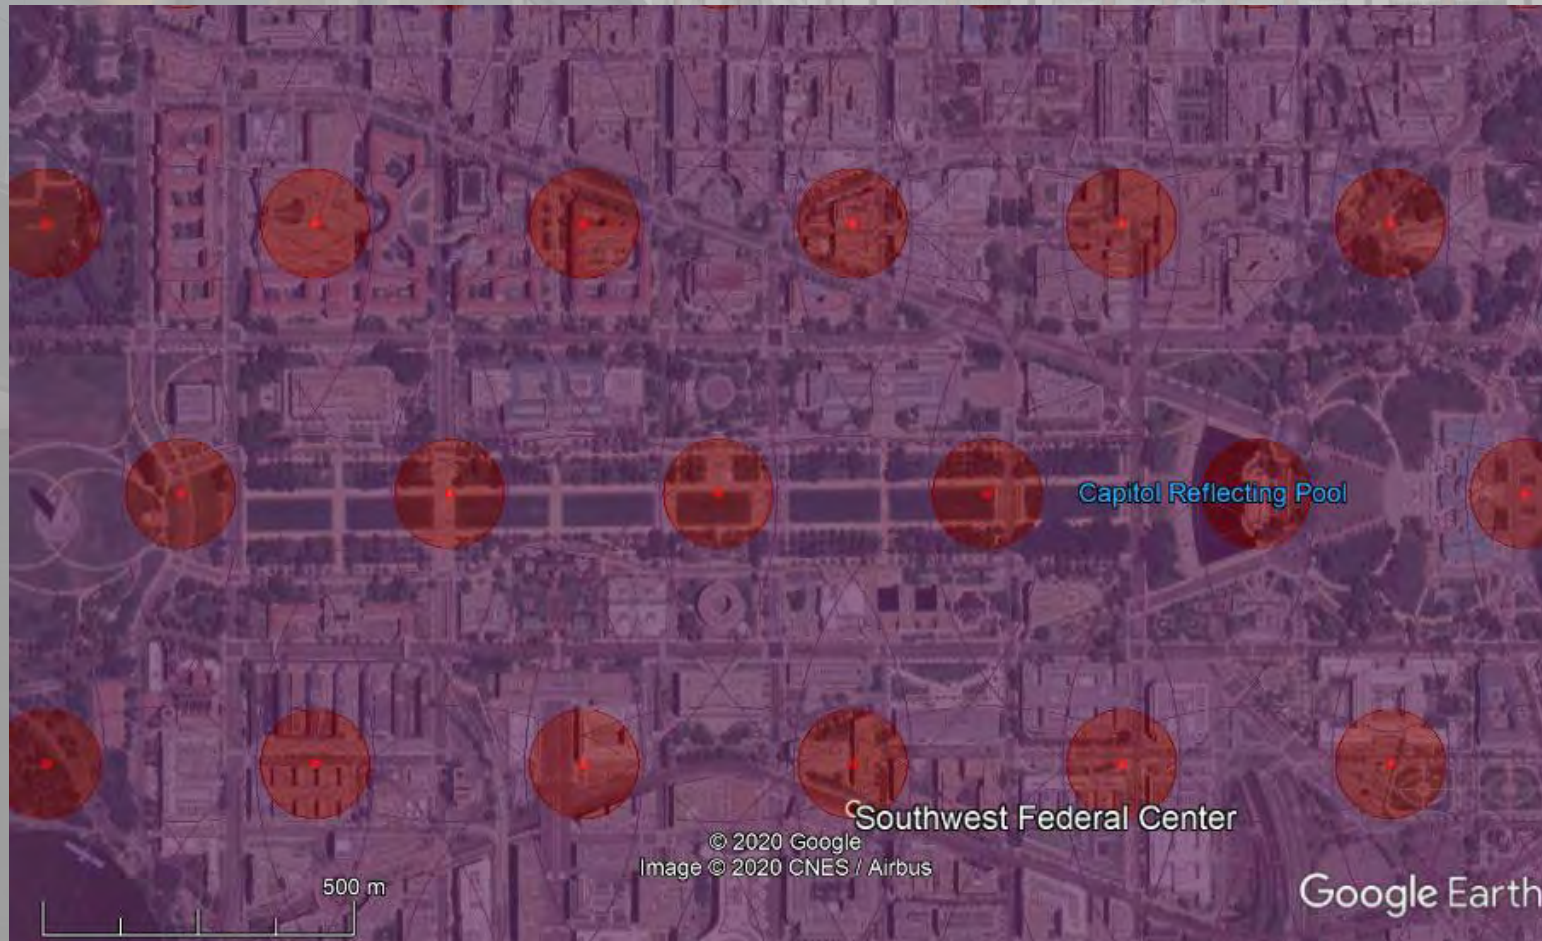 Capitol Reflecting Pool
Southwest Federal Center
© 2020 Google
Image © 2020 CNES / Airbus
500 m
Google Earth